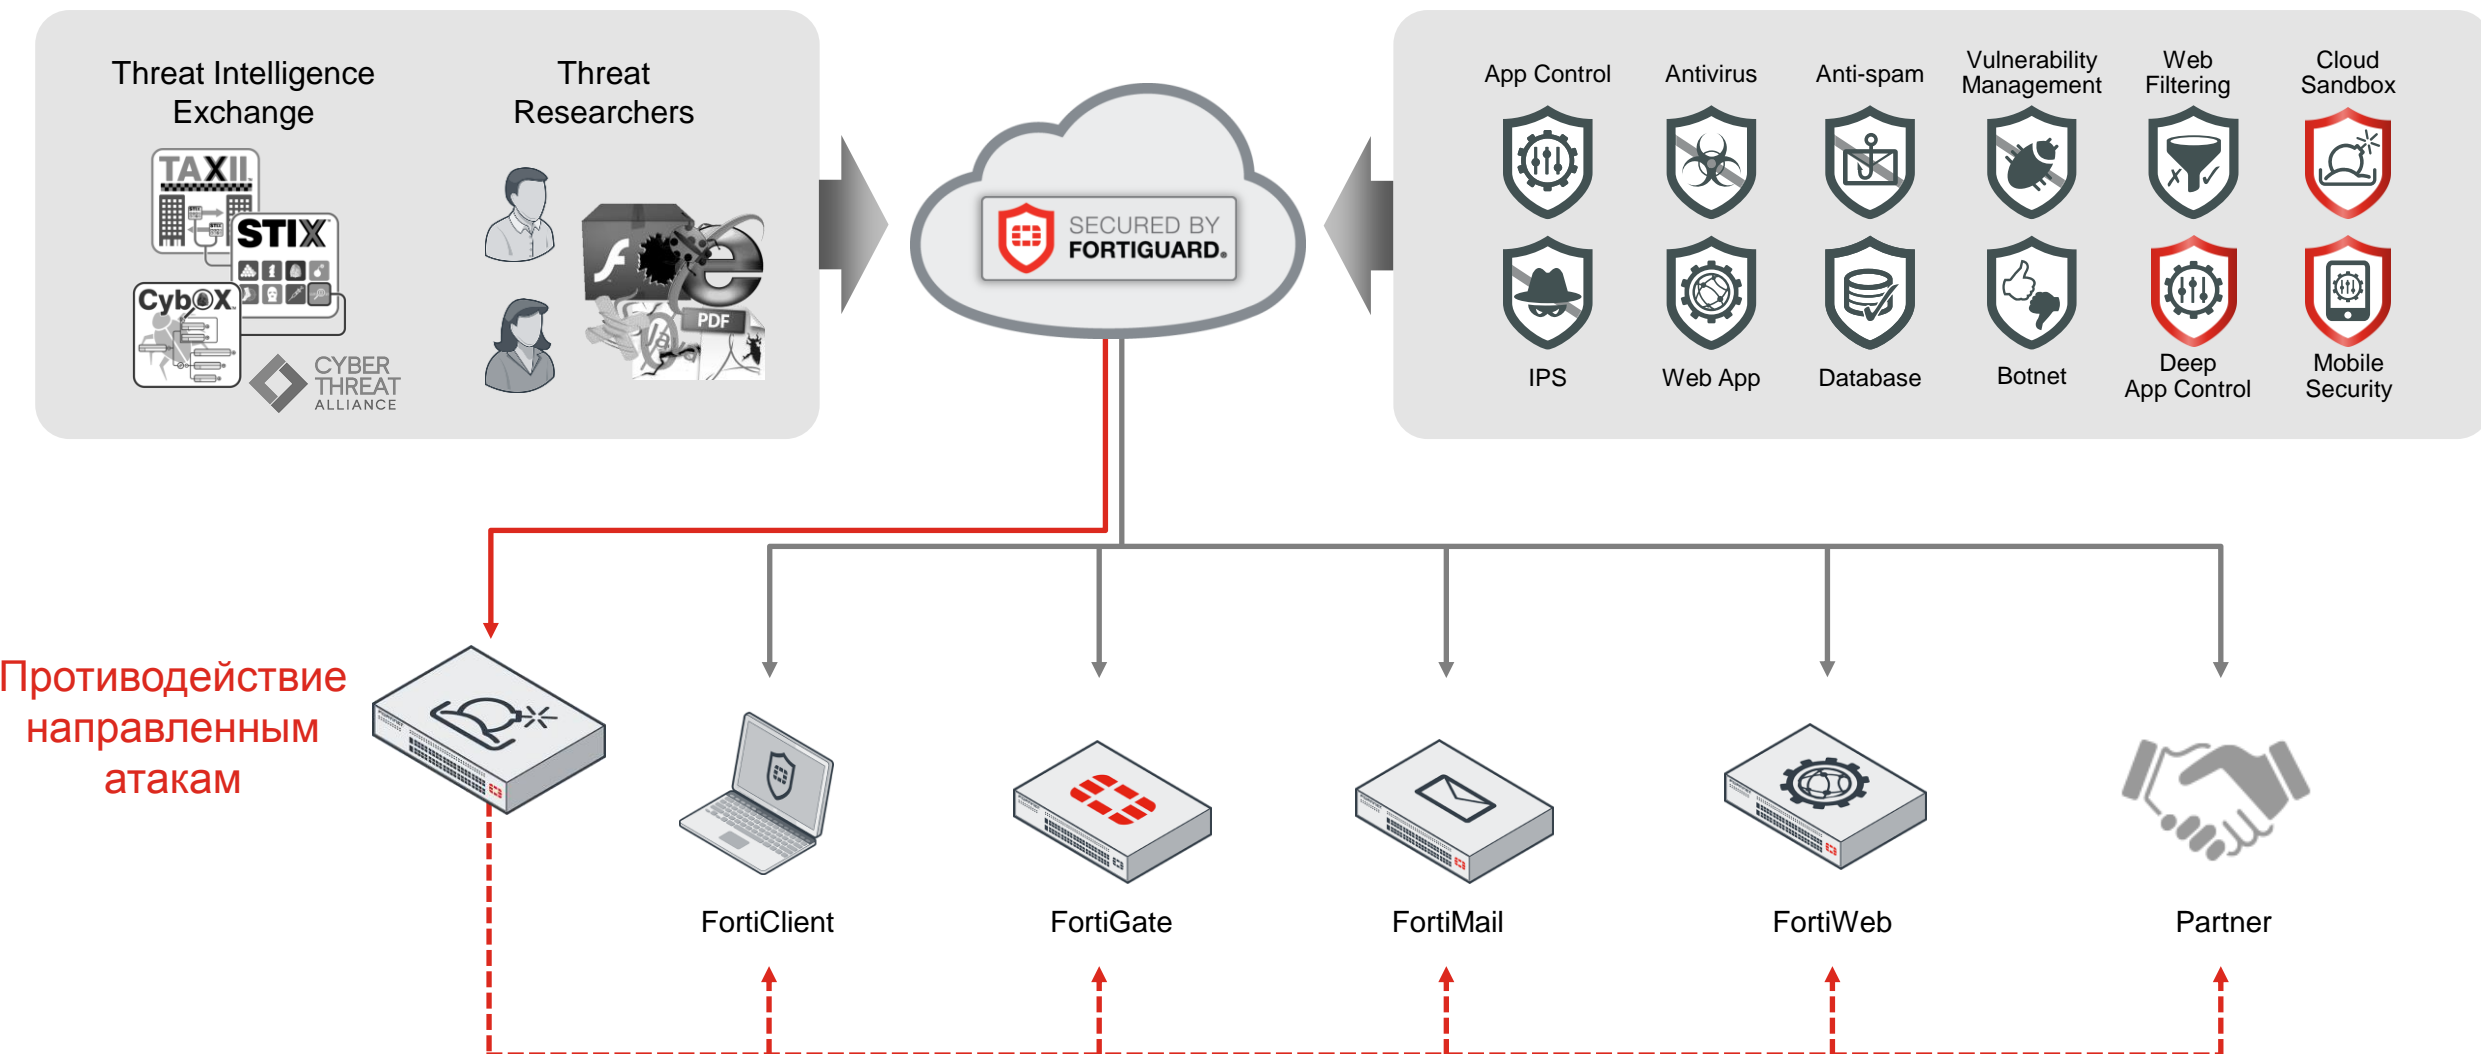 Threat Intelligence
Exchange
Threat
Researchers
TAXII
STIX
CybOX
CYBER
THREAT
ALLIANCE
PDF
SECURED BY
FORTIGUARD®
App Control
Antivirus
Anti-spam
Vulnerability
Management
Web
Filtering
Cloud
Sandbox
IPS
Web App
Database
Botnet
Deep
App Control
Mobile
Security
Противодействие
направленным
атакам
FortiClient
FortiGate
FortiMail
FortiWeb
Partner